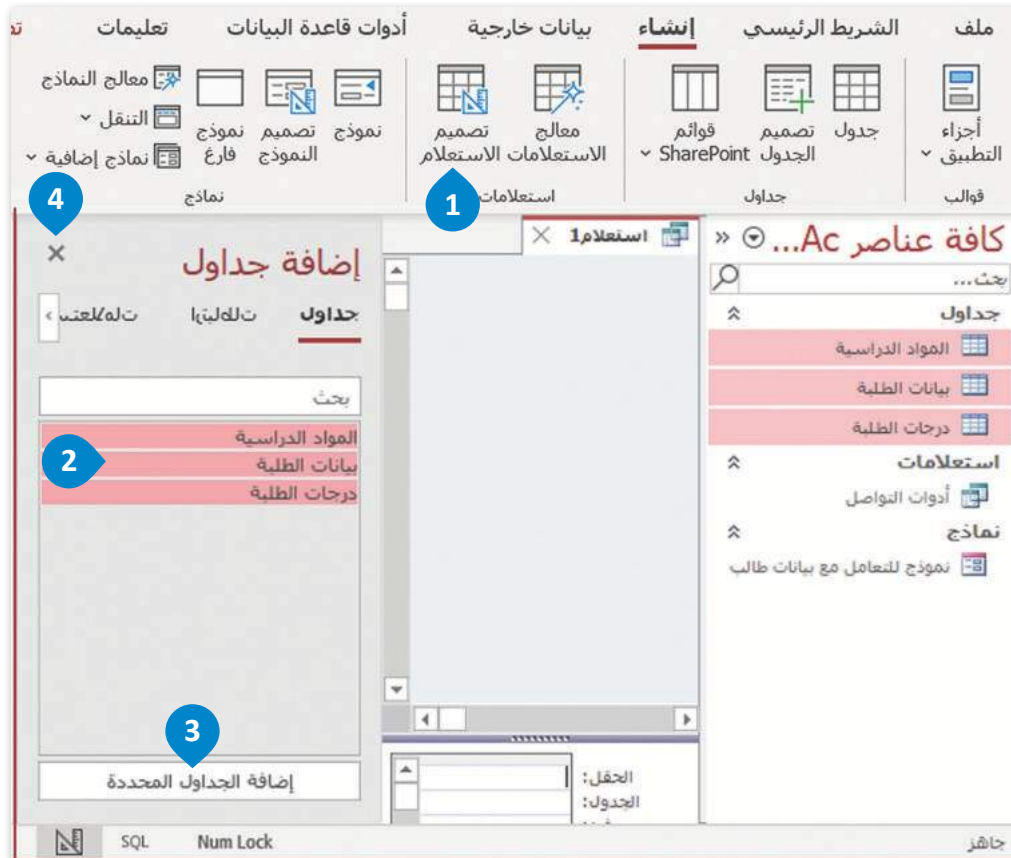 ملف
الشريط الرئيسي
إنشاء
بيانات خارجية
أدوات قاعدة البيانات
تعليمات
أجزاء التطبيق
جدول
تصميم الجدول
قوائم SharePoint
معالج الاستعلامات
تصميم الاستعلام
نموذج
تصميم النموذج
نموذج فارغ
معالج النماذج
التنقل
نماذج إضافية
قوالب
جداول
استعلامات
نماذج
1
4
كافة عناصر Ac...
بحث...
جداول
المواد الدراسية
بيانات الطلبة
درجات الطلبة
استعلامات
أدوات التواصل
نماذج
نموذج للتعامل مع بيانات طالب
استعلام1
الحقل:
الجدول:
إضافة جداول
جداول
بحث
المواد الدراسية
بيانات الطلبة
درجات الطلبة
2
3
إضافة الجداول المحددة
جاهز
Num Lock
SQL